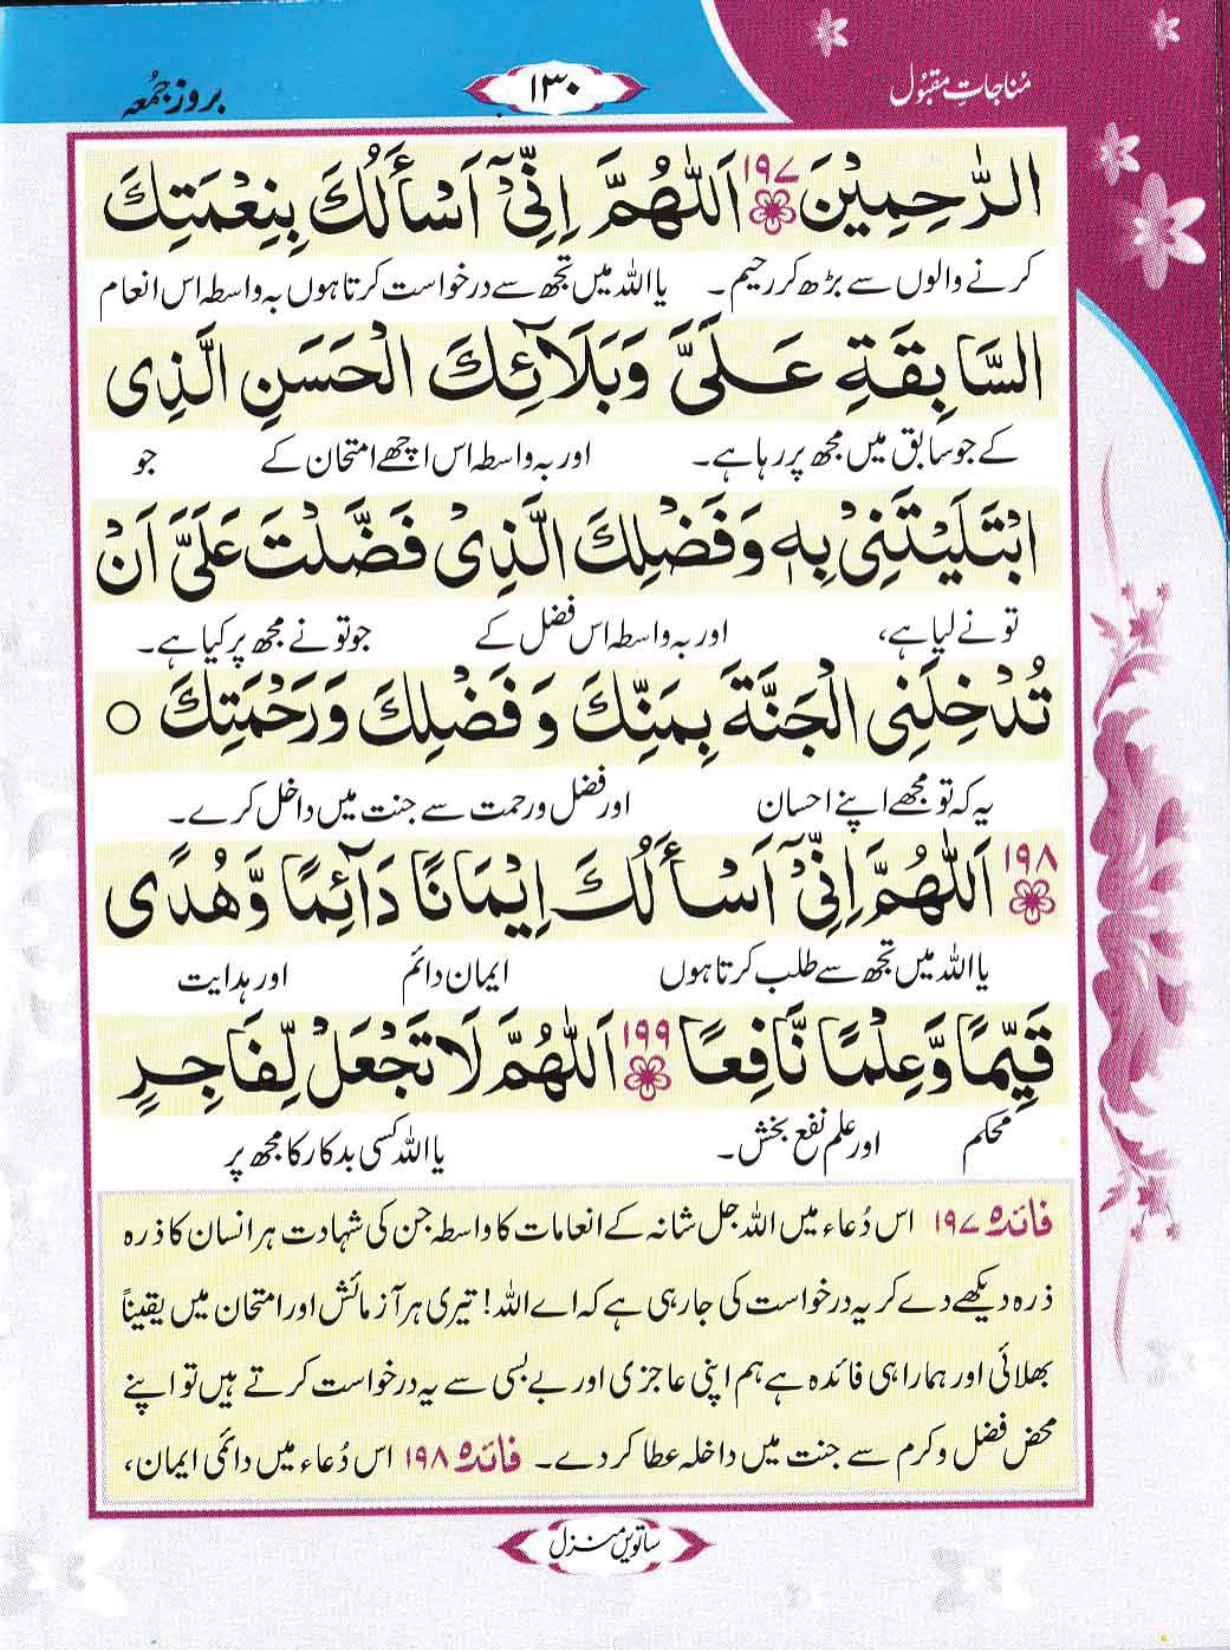 مُناجاتِ مقبُول
۱۳۰
بروز جُمعہ
الرّٰحِمِيْنَ ۱۹۷ اَللّٰهُمَّ اِنِّيْٓ اَسْأَلُكَ بِنِعْمَتِكَ
کرنے والوں سے بڑھ کر رحیم۔ یا اللہ میں تجھ سے درخواست کرتا ہوں بہ واسطہ اس انعام
السَّابِقَةِ عَلَىَّ وَبَلَآئِكَ الْحَسَنِ الَّذِى
کے جو سابق میں مجھ پر رہا ہے۔ اور بہ واسطہ اس اچھے امتحان کے جو
ابْتَلَيْتَنِىْ بِهٖ وَفَضْلِكَ الَّذِىْ فَضَّلْتَ عَلَىَّ اَنْ
تو نے لیا ہے، اور بہ واسطہ اس فضل کے جو تو نے مجھ پر کیا ہے۔
تُدْخِلَنِى الْجَنَّةَ بِمَنِّكَ وَفَضْلِكَ وَرَحْمَتِكَ ○
یہ کہ تو مجھے اپنے احسان اور فضل ورحمت سے جنت میں داخل کرے۔
۱۹۸ اَللّٰهُمَّ اِنِّيْٓ اَسْأَلُكَ اِيْمَانًا دَآئِمًا وَّهُدًى
یا اللہ میں تجھ سے طلب کرتا ہوں ایمان دائم اور ہدایت
قَيِّمًا وَّعِلْمًا نَّافِعًا ۱۹۹ اَللّٰهُمَّ لَا تَجْعَلْ لِّفَاجِرٍ
محکم اور علم نفع بخش۔ یا اللہ کسی بدکار کا مجھ پر
فائدہ ۱۹۷ اس دُعاء میں اللہ جل شانہ کے انعامات کا واسطہ جن کی شہادت ہر انسان کا ذرہ
ذرہ دیکھے دے کر یہ درخواست کی جارہی ہے کہ اے اللہ! تیری ہر آزمائش اور امتحان میں یقیناً
بھلائی اور ہمارا ہی فائدہ ہے ہم اپنی عاجزی اور بے بسی سے یہ درخواست کرتے ہیں تو اپنے
محض فضل وکرم سے جنت میں داخلہ عطا کردے۔ فائدہ ۱۹۸ اس دُعاء میں دائمی ایمان،
ساتویں منزل